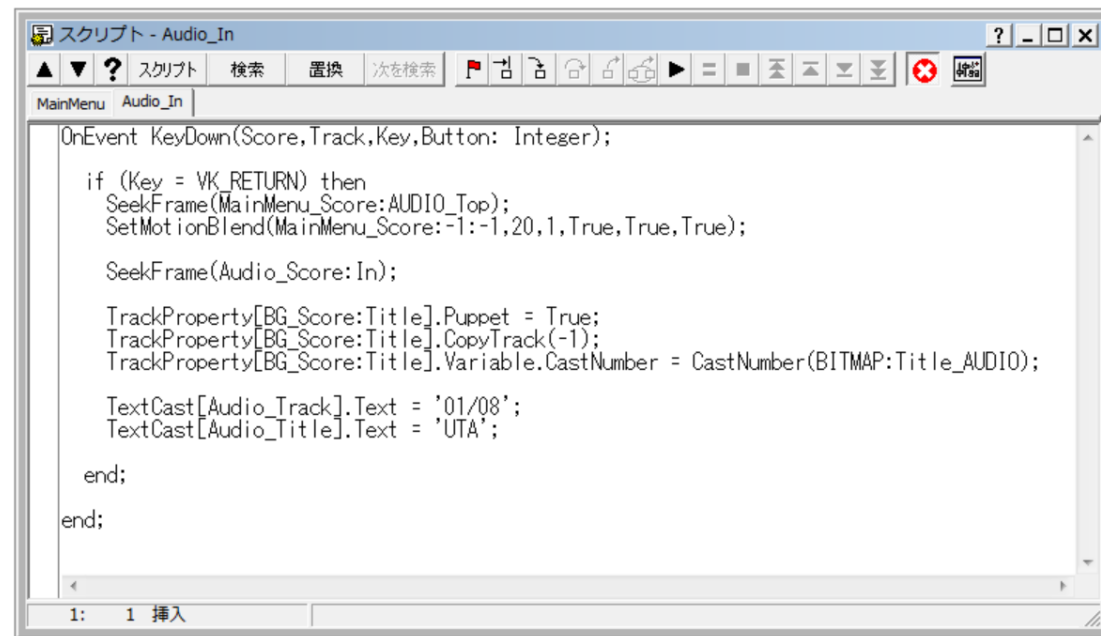 スクリプト - Audio_In
スクリプト 検索 置換 次を検索
MainMenu Audio_In
OnEvent KeyDown(Score,Track,Key,Button: Integer);
if (Key = VK_RETURN) then
SeekFrame(MainMenu_Score:AUDIO_Top);
SetMotionBlend(MainMenu_Score:-1:-1,20,1,True,True,True);
SeekFrame(Audio_Score:In);
TrackProperty[BG_Score:Title].Puppet = True;
TrackProperty[BG_Score:Title].CopyTrack(-1);
TrackProperty[BG_Score:Title].Variable.CastNumber = CastNumber(BITMAP:Title_AUDIO);
TextCast[Audio_Track].Text = '01/08';
TextCast[Audio_Title].Text = 'UTA';
end;
end;
1: 1 挿入